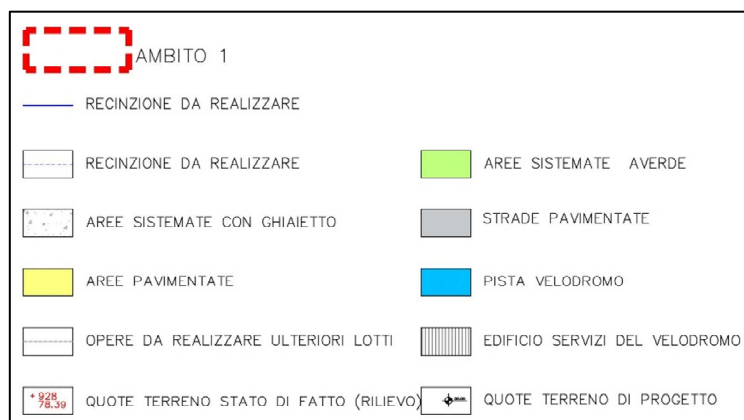 AMBITO 1
RECINZIONE DA REALIZZARE
RECINZIONE DA REALIZZARE
AREE SISTEMATE AVERDE
AREE SISTEMATE CON GHIAIETTO
STRADE PAVIMENTATE
AREE PAVIMENTATE
PISTA VELODROMO
OPERE DA REALIZZARE ULTERIORI LOTTI
EDIFICIO SERVIZI DEL VELODROMO
+928
78.39
QUOTE TERRENO STATO DI FATTO (RILIEVO)
QUOTE TERRENO DI PROGETTO